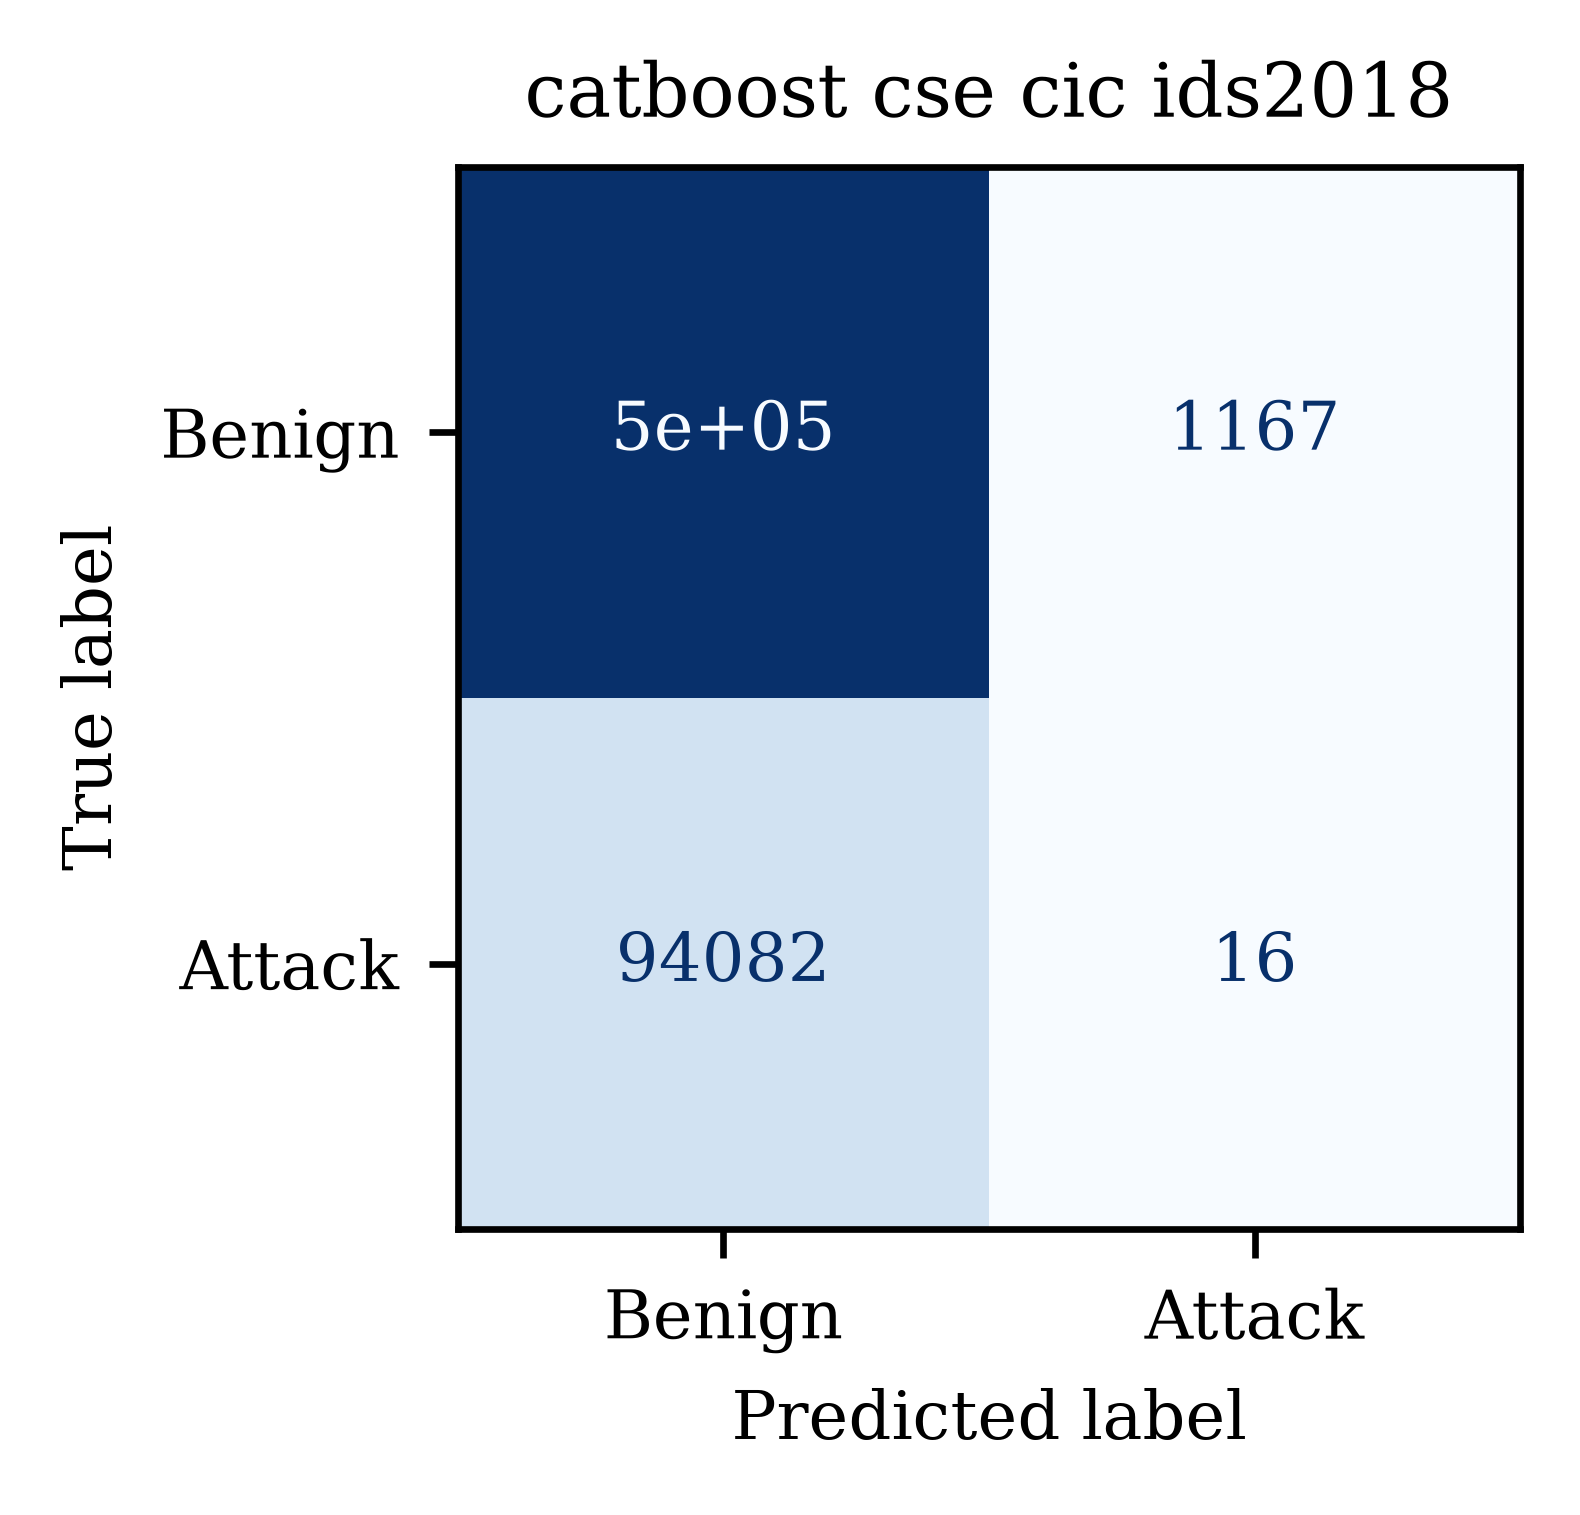 catboost cse cic ids2018
True label
Benign
5e+05
1167
Attack
94082
16
Benign
Attack
Predicted label